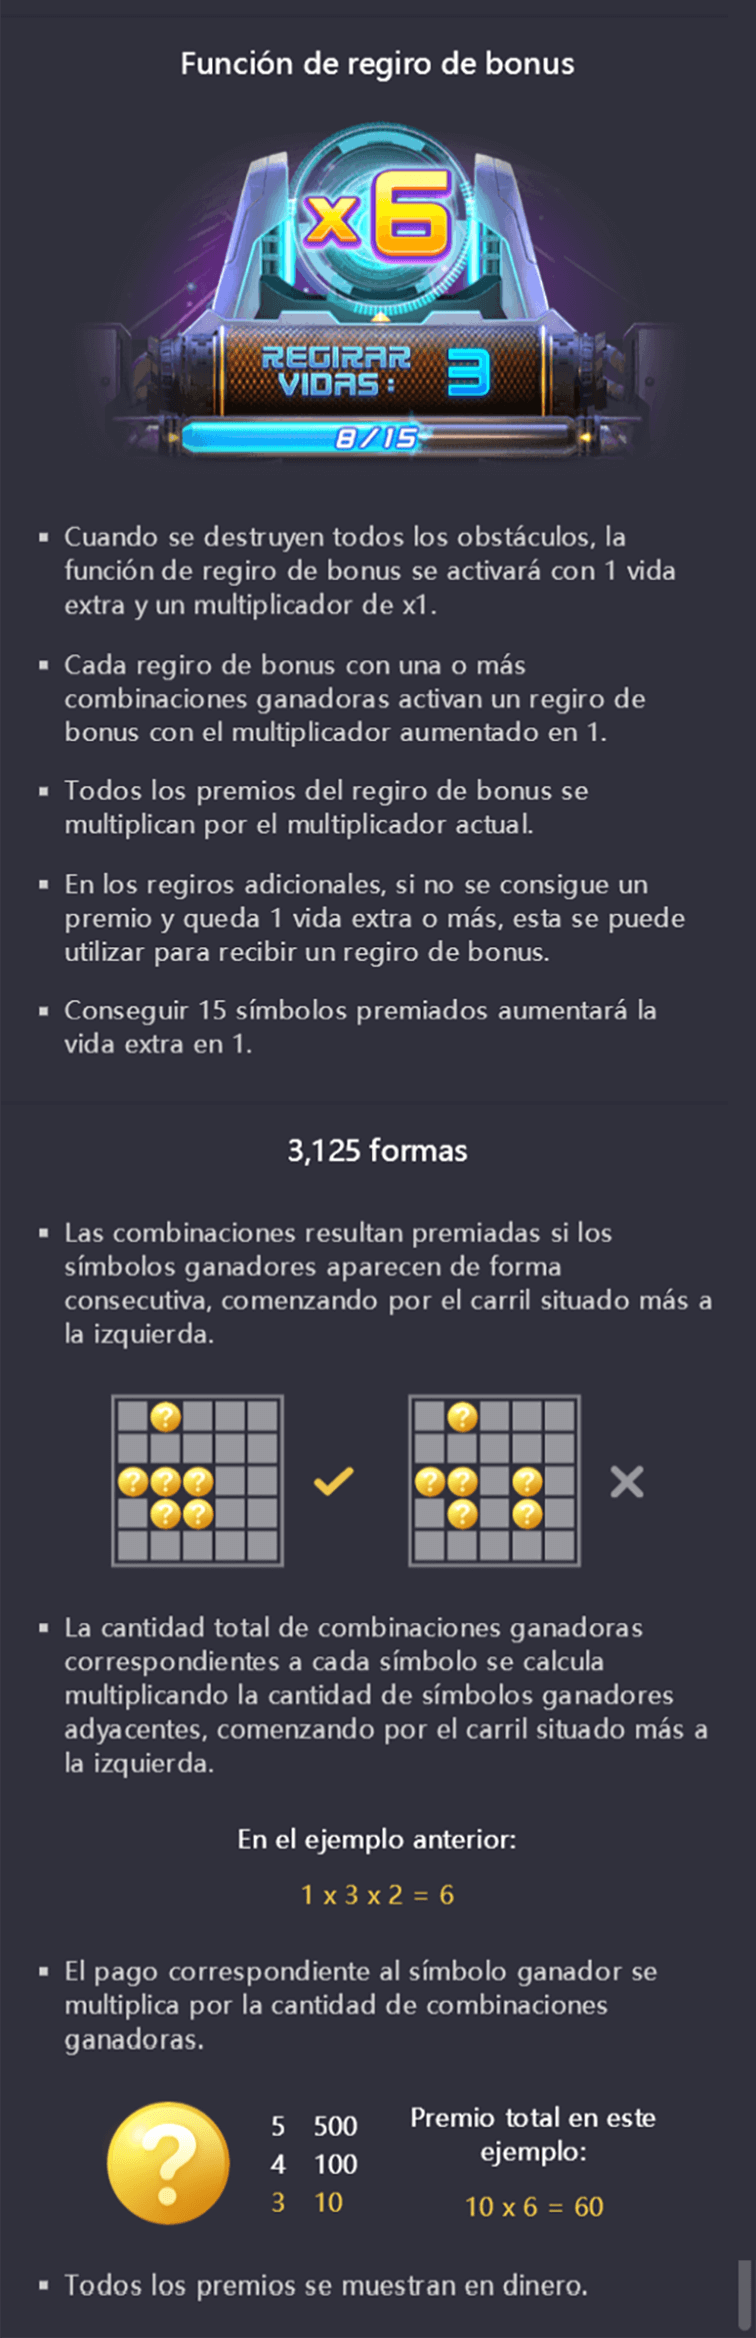 Función de regiro de bonus
x6
REGIRAR
VIDAS: 3
8/15
▪ Cuando se destruyen todos los obstáculos, la
función de regiro de bonus se activará con 1 vida
extra y un multiplicador de x1.
▪ Cada regiro de bonus con una o más
combinaciones ganadoras activan un regiro de
bonus con el multiplicador aumentado en 1.
▪ Todos los premios del regiro de bonus se
multiplican por el multiplicador actual.
▪ En los regiros adicionales, si no se consigue un
premio y queda 1 vida extra o más, esta se puede
utilizar para recibir un regiro de bonus.
▪ Conseguir 15 símbolos premiados aumentará la
vida extra en 1.
3,125 formas
▪ Las combinaciones resultan premiadas si los
símbolos ganadores aparecen de forma
consecutiva, comenzando por el carril situado más a
la izquierda.
? ?
? ? ? ? ? ?
? ? ? ?
▪ La cantidad total de combinaciones ganadoras
correspondientes a cada símbolo se calcula
multiplicando la cantidad de símbolos ganadores
adyacentes, comenzando por el carril situado más a
la izquierda.
En el ejemplo anterior:
1 x 3 x 2 = 6
▪ El pago correspondiente al símbolo ganador se
multiplica por la cantidad de combinaciones
ganadoras.
?
5 500
4 100
3 10
Premio total en este
ejemplo:
10 x 6 = 60
▪ Todos los premios se muestran en dinero.